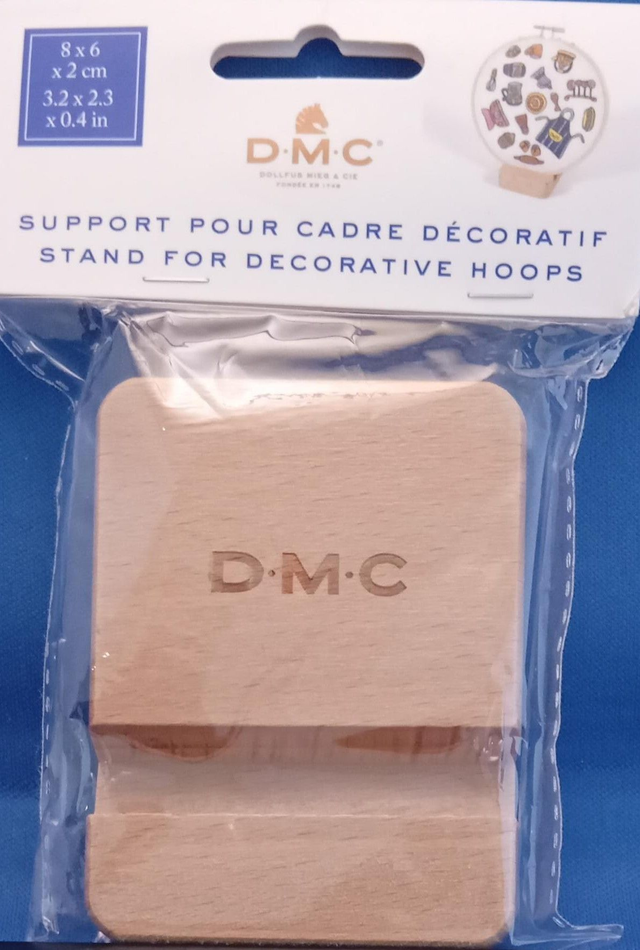 8 x 6
x 2 cm
3.2 x 2.3
x 0.4 in
D·M·C®
DOLLFUS MIEG & CIE
FONDÉE EN 1746
SUPPORT POUR CADRE DÉCORATIF
STAND FOR DECORATIVE HOOPS
D·M·C